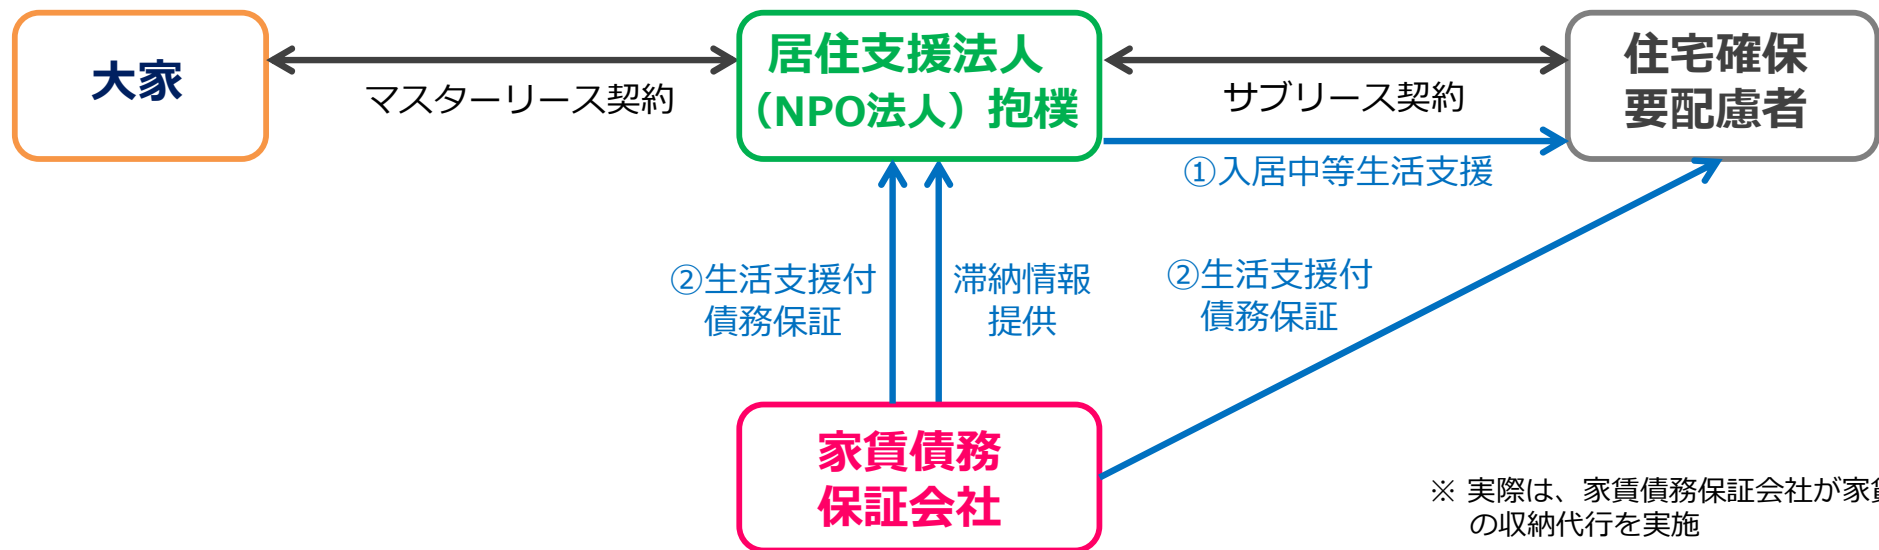 大家
マスターリース契約
居住支援法人
（NPO法人）抱樸
サブリース契約
住宅確保
要配慮者
①入居中等生活支援
②生活支援付
債務保証
滞納情報
提供
②生活支援付
債務保証
家賃債務
保証会社
※ 実際は、家賃債務保証会社が家賃
の収納代行を実施